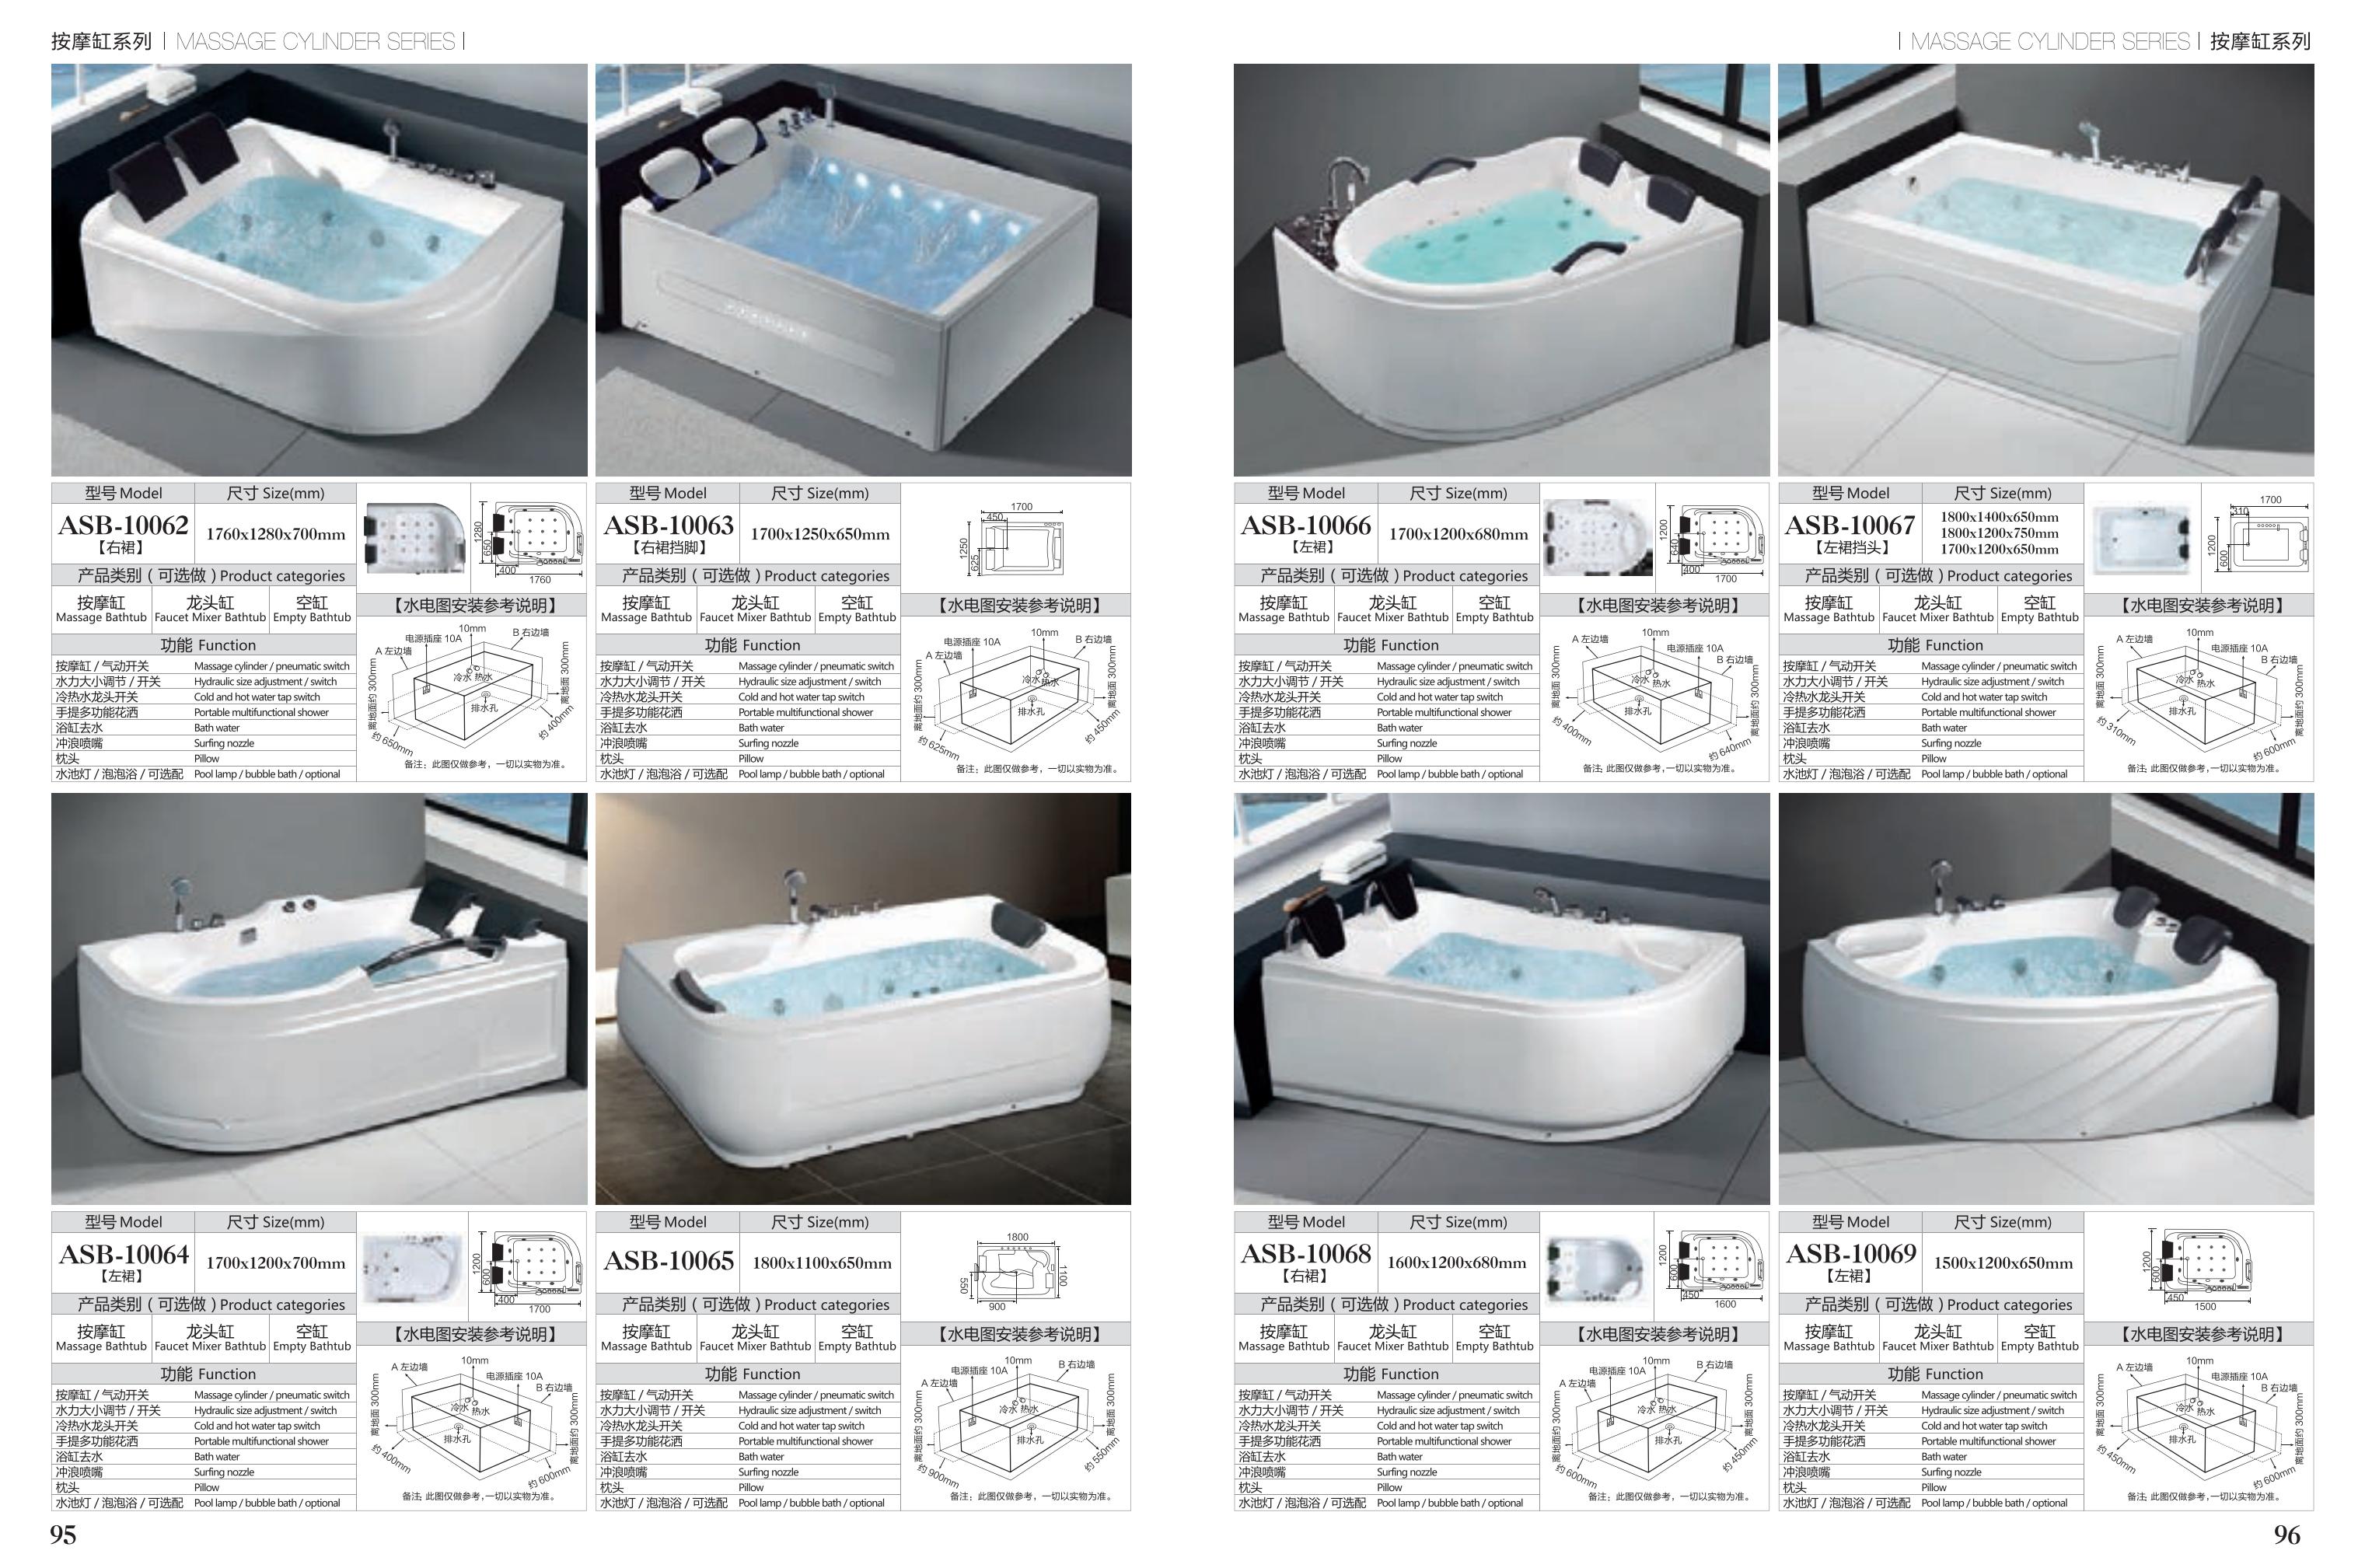 按摩缸系列 | MASSAGE CYLINDER SERIES |
| MASSAGE CYLINDER SERIES | 按摩缸系列
型号 Model
尺寸 Size(mm)
ASB-10062
【右裙】
1760x1280x700mm
产品类别 ( 可选做 ) Product categories
按摩缸 龙头缸 空缸
Massage Bathtub Faucet Mixer Bathtub Empty Bathtub
功能 Function
按摩缸 / 气动开关 Massage cylinder / pneumatic switch
水力大小调节 / 开关 Hydraulic size adjustment / switch
冷热水龙头开关 Cold and hot water tap switch
手提多功能花洒 Portable multifunctional shower
浴缸去水 Bath water
冲浪喷嘴 Surfing nozzle
枕头 Pillow
水池灯 / 泡泡浴 / 可选配 Pool lamp / bubble bath / optional
1280
650
400
1760
【水电图安装参考说明】
10mm
电源插座 10A
B 右边墙
A 左边墙
冷水 热水
排水孔
离地面约 300mm
离地面 300mm
约 650mm
约 400mm
备注：此图仅做参考，一切以实物为准。
型号 Model
尺寸 Size(mm)
ASB-10063
【右裙挡脚】
1700x1250x650mm
产品类别 ( 可选做 ) Product categories
按摩缸 龙头缸 空缸
Massage Bathtub Faucet Mixer Bathtub Empty Bathtub
功能 Function
按摩缸 / 气动开关 Massage cylinder / pneumatic switch
水力大小调节 / 开关 Hydraulic size adjustment / switch
冷热水龙头开关 Cold and hot water tap switch
手提多功能花洒 Portable multifunctional shower
浴缸去水 Bath water
冲浪喷嘴 Surfing nozzle
枕头 Pillow
水池灯 / 泡泡浴 / 可选配 Pool lamp / bubble bath / optional
1700
450
1250
625
【水电图安装参考说明】
10mm
电源插座 10A
B 右边墙
A 左边墙
冷水 热水
排水孔
离地面约 300mm
离地面 300mm
约 625mm
约 450mm
备注：此图仅做参考，一切以实物为准。
型号 Model
尺寸 Size(mm)
ASB-10066
【左裙】
1700x1200x680mm
产品类别 ( 可选做 ) Product categories
按摩缸 龙头缸 空缸
Massage Bathtub Faucet Mixer Bathtub Empty Bathtub
功能 Function
按摩缸 / 气动开关 Massage cylinder / pneumatic switch
水力大小调节 / 开关 Hydraulic size adjustment / switch
冷热水龙头开关 Cold and hot water tap switch
手提多功能花洒 Portable multifunctional shower
浴缸去水 Bath water
冲浪喷嘴 Surfing nozzle
枕头 Pillow
水池灯 / 泡泡浴 / 可选配 Pool lamp / bubble bath / optional
1200
640
400
1700
【水电图安装参考说明】
10mm
A 左边墙
电源插座 10A
B 右边墙
冷水 热水
排水孔
离地面 300mm
离地面约 300mm
约 400mm
约 640mm
备注：此图仅做参考，一切以实物为准。
型号 Model
尺寸 Size(mm)
ASB-10067
【左裙挡头】
1800x1400x650mm
1800x1200x750mm
1700x1200x650mm
产品类别 ( 可选做 ) Product categories
按摩缸 龙头缸 空缸
Massage Bathtub Faucet Mixer Bathtub Empty Bathtub
功能 Function
按摩缸 / 气动开关 Massage cylinder / pneumatic switch
水力大小调节 / 开关 Hydraulic size adjustment / switch
冷热水龙头开关 Cold and hot water tap switch
手提多功能花洒 Portable multifunctional shower
浴缸去水 Bath water
冲浪喷嘴 Surfing nozzle
枕头 Pillow
水池灯 / 泡泡浴 / 可选配 Pool lamp / bubble bath / optional
1700
310
1200
600
【水电图安装参考说明】
10mm
A 左边墙
电源插座 10A
B 右边墙
冷水 热水
排水孔
离地面 300mm
离地面约 300mm
约 310mm
约 600mm
备注：此图仅做参考，一切以实物为准。
型号 Model
尺寸 Size(mm)
ASB-10064
【左裙】
1700x1200x700mm
产品类别 ( 可选做 ) Product categories
按摩缸 龙头缸 空缸
Massage Bathtub Faucet Mixer Bathtub Empty Bathtub
功能 Function
按摩缸 / 气动开关 Massage cylinder / pneumatic switch
水力大小调节 / 开关 Hydraulic size adjustment / switch
冷热水龙头开关 Cold and hot water tap switch
手提多功能花洒 Portable multifunctional shower
浴缸去水 Bath water
冲浪喷嘴 Surfing nozzle
枕头 Pillow
水池灯 / 泡泡浴 / 可选配 Pool lamp / bubble bath / optional
1200
600
400
1700
【水电图安装参考说明】
10mm
A 左边墙
电源插座 10A
B 右边墙
冷水 热水
排水孔
离地面 300mm
离地面约 300mm
约 400mm
约 600mm
备注：此图仅做参考，一切以实物为准。
型号 Model
尺寸 Size(mm)
ASB-10065
1800x1100x650mm
产品类别 ( 可选做 ) Product categories
按摩缸 龙头缸 空缸
Massage Bathtub Faucet Mixer Bathtub Empty Bathtub
功能 Function
按摩缸 / 气动开关 Massage cylinder / pneumatic switch
水力大小调节 / 开关 Hydraulic size adjustment / switch
冷热水龙头开关 Cold and hot water tap switch
手提多功能花洒 Portable multifunctional shower
浴缸去水 Bath water
冲浪喷嘴 Surfing nozzle
枕头 Pillow
水池灯 / 泡泡浴 / 可选配 Pool lamp / bubble bath / optional
1800
550
1100
900
【水电图安装参考说明】
10mm
电源插座 10A
B 右边墙
A 左边墙
冷水 热水
排水孔
离地面约 300mm
离地面 300mm
约 900mm
约 550mm
备注：此图仅做参考，一切以实物为准。
型号 Model
尺寸 Size(mm)
ASB-10068
【右裙】
1600x1200x680mm
产品类别 ( 可选做 ) Product categories
按摩缸 龙头缸 空缸
Massage Bathtub Faucet Mixer Bathtub Empty Bathtub
功能 Function
按摩缸 / 气动开关 Massage cylinder / pneumatic switch
水力大小调节 / 开关 Hydraulic size adjustment / switch
冷热水龙头开关 Cold and hot water tap switch
手提多功能花洒 Portable multifunctional shower
浴缸去水 Bath water
冲浪喷嘴 Surfing nozzle
枕头 Pillow
水池灯 / 泡泡浴 / 可选配 Pool lamp / bubble bath / optional
1200
600
450
1600
【水电图安装参考说明】
10mm
电源插座 10A
B 右边墙
A 左边墙
冷水 热水
排水孔
离地面约 300mm
离地面 300mm
约 600mm
约 450mm
备注：此图仅做参考，一切以实物为准。
型号 Model
尺寸 Size(mm)
ASB-10069
【左裙】
1500x1200x650mm
产品类别 ( 可选做 ) Product categories
按摩缸 龙头缸 空缸
Massage Bathtub Faucet Mixer Bathtub Empty Bathtub
功能 Function
按摩缸 / 气动开关 Massage cylinder / pneumatic switch
水力大小调节 / 开关 Hydraulic size adjustment / switch
冷热水龙头开关 Cold and hot water tap switch
手提多功能花洒 Portable multifunctional shower
浴缸去水 Bath water
冲浪喷嘴 Surfing nozzle
枕头 Pillow
水池灯 / 泡泡浴 / 可选配 Pool lamp / bubble bath / optional
1200
600
450
1500
【水电图安装参考说明】
10mm
A 左边墙
电源插座 10A
B 右边墙
冷水 热水
排水孔
离地面 300mm
离地面约 300mm
约 450mm
约 600mm
备注：此图仅做参考，一切以实物为准。
95
96